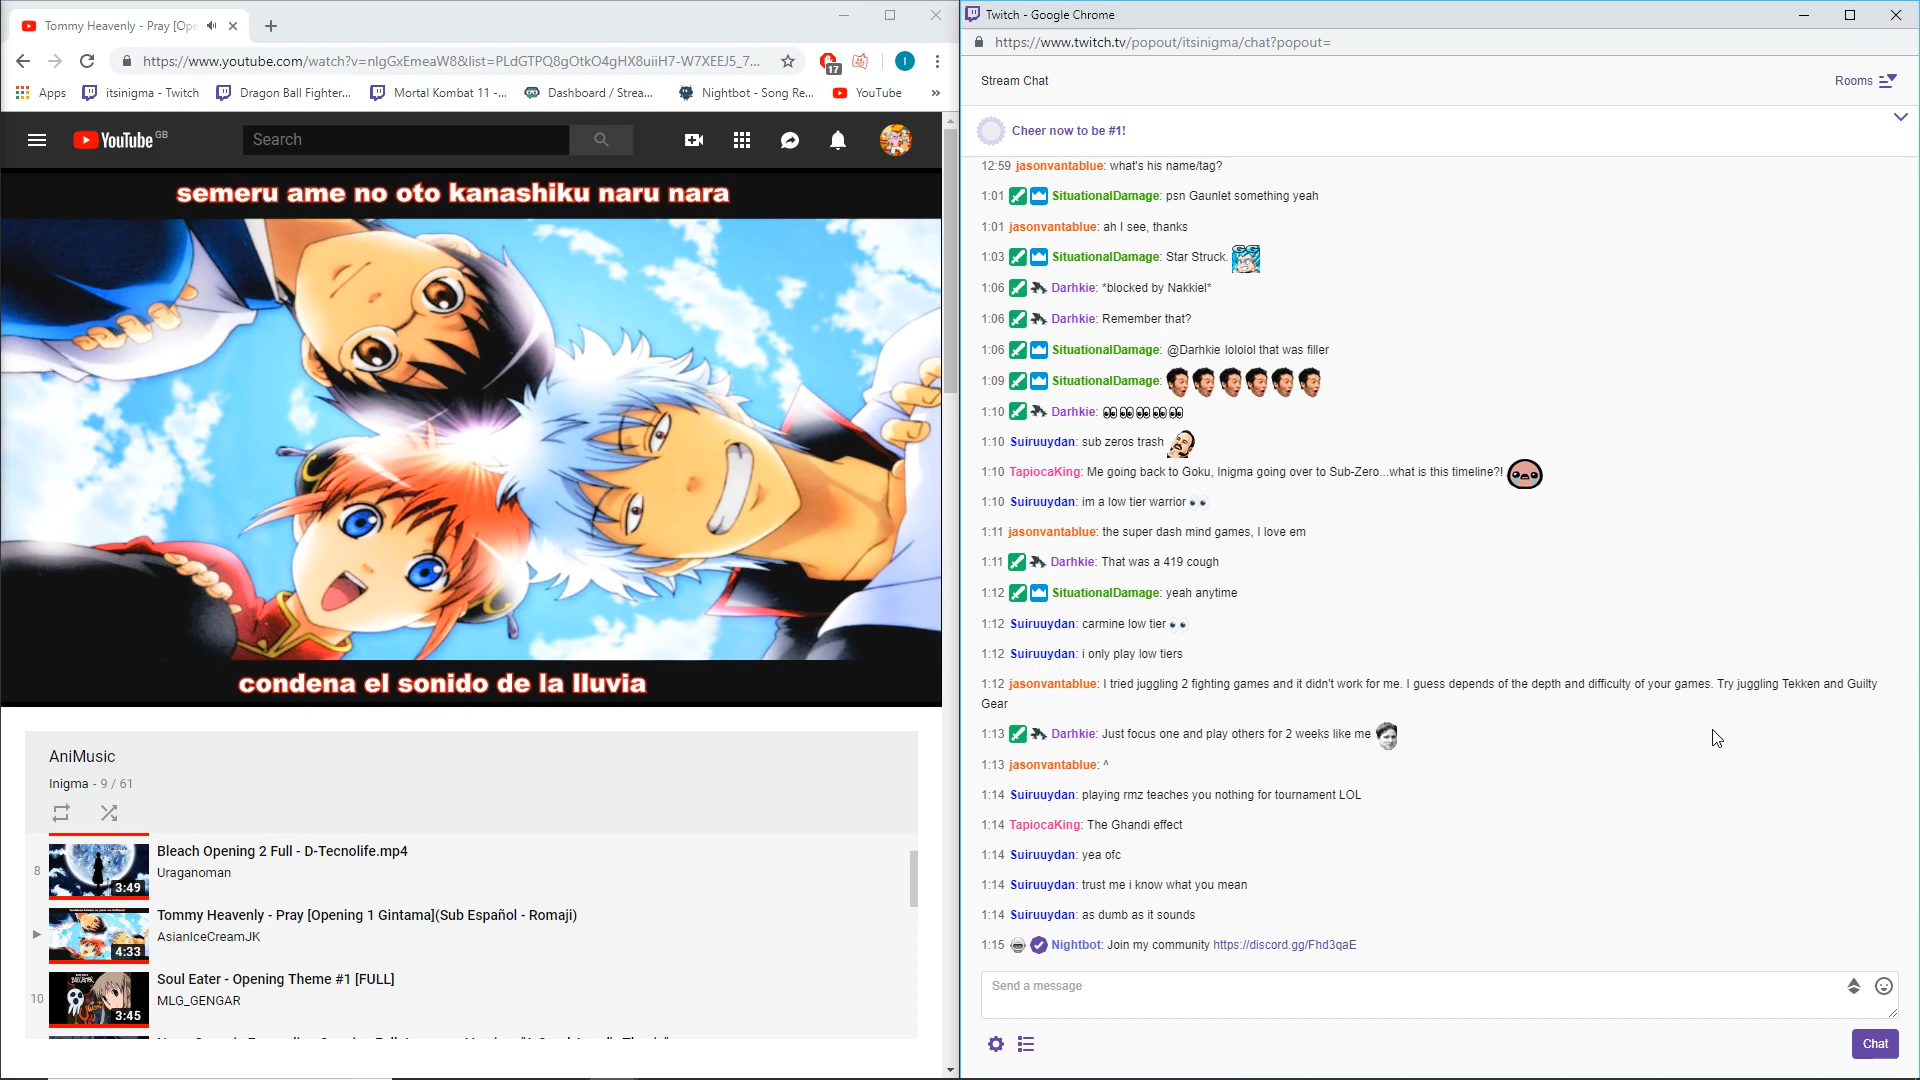 Tommy Heavenly - Pray [Ope
https://www.youtube.com/watch?v=nIgGxEmeaW8&list=PLdGTPQ8gOtkO4gHX8uiiH7-W7XEEJ5_7...
17
I
Apps
itsinigma - Twitch
Dragon Ball Fighter...
Mortal Kombat 11 -...
Dashboard / Strea...
Nightbot - Song Re...
YouTube
»
YouTube GB
Search
semeru ame no oto kanashiku naru nara
condena el sonido de la lluvia
AniMusic
Inigma - 9 / 61
8
3:49
Bleach Opening 2 Full - D-Tecnolife.mp4
Uraganoman
4:33
Tommy Heavenly - Pray [Opening 1 Gintama](Sub Español - Romaji)
AsianIceCreamJK
10
3:45
Soul Eater - Opening Theme #1 [FULL]
MLG_GENGAR
Twitch - Google Chrome
https://www.twitch.tv/popout/itsinigma/chat?popout=
Stream Chat
Rooms
Cheer now to be #1!
12:59 jasonvantablue: what's his name/tag?
1:01 SituationalDamage: psn Gaunlet something yeah
1:01 jasonvantablue: ah I see, thanks
1:03 SituationalDamage: Star Struck.
1:06 Darhkie: *blocked by Nakkiel*
1:06 Darhkie: Remember that?
1:06 SituationalDamage: @Darhkie lololol that was filler
1:09 SituationalDamage:
1:10 Darhkie:
1:10 Suiruuydan: sub zeros trash
1:10 TapiocaKing: Me going back to Goku, Inigma going over to Sub-Zero...what is this timeline?!
1:10 Suiruuydan: im a low tier warrior
1:11 jasonvantablue: the super dash mind games, I love em
1:11 Darhkie: That was a 419 cough
1:12 SituationalDamage: yeah anytime
1:12 Suiruuydan: carmine low tier
1:12 Suiruuydan: i only play low tiers
1:12 jasonvantablue: I tried juggling 2 fighting games and it didn't work for me. I guess depends of the depth and difficulty of your games. Try juggling Tekken and Guilty
Gear
1:13 Darhkie: Just focus one and play others for 2 weeks like me
1:13 jasonvantablue: ^
1:14 Suiruuydan: playing rmz teaches you nothing for tournament LOL
1:14 TapiocaKing: The Ghandi effect
1:14 Suiruuydan: yea ofc
1:14 Suiruuydan: trust me i know what you mean
1:14 Suiruuydan: as dumb as it sounds
1:15 Nightbot: Join my community https://discord.gg/Fhd3qaE
Send a message
Chat